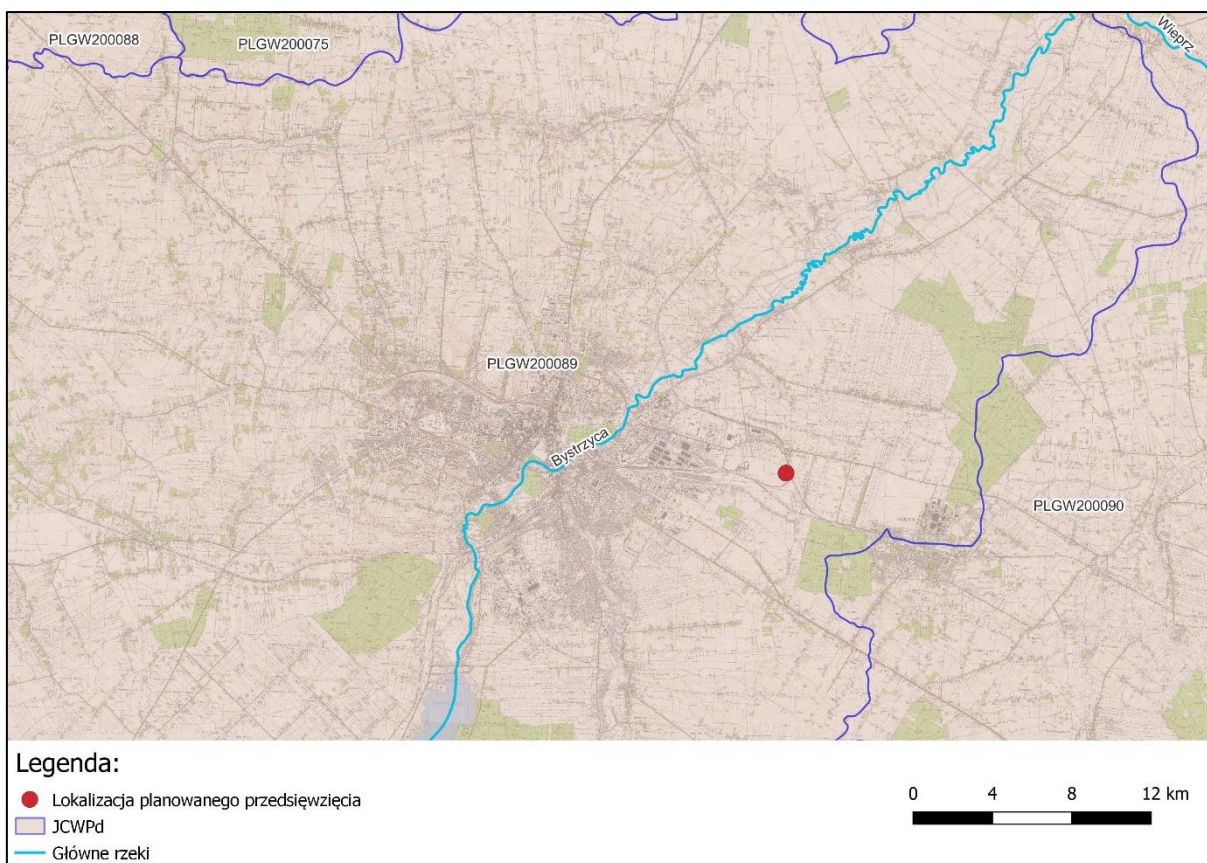 PLGW200088
PLGW200075
Wieprz
PLGW200089
Bystrzyca
PLGW200090
Legenda:
Lokalizacja planowanego przedsięwzięcia
JCWPd
Główne rzeki
0 4 8 12 km